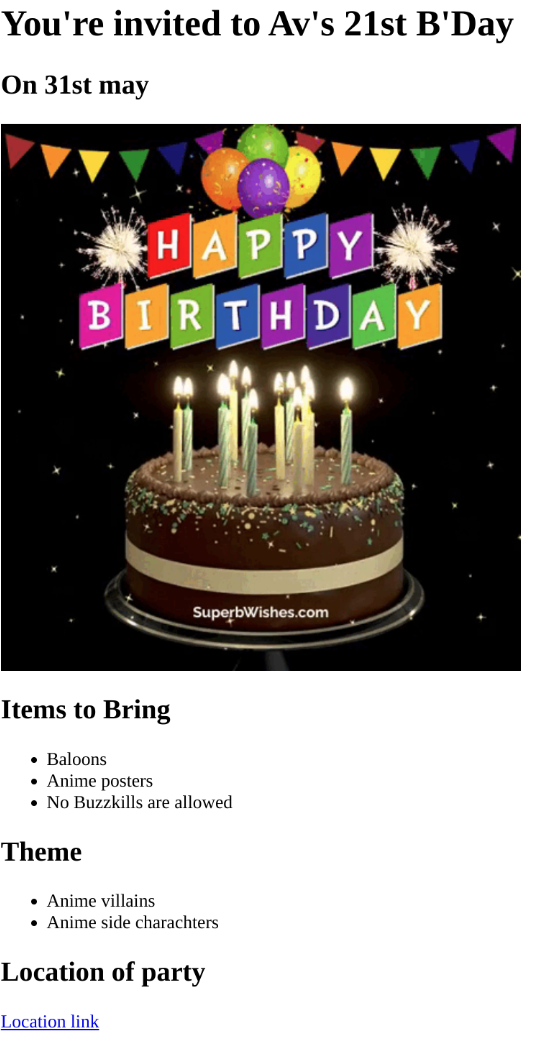 You're invited to Av's 21st B'Day
On 31st may
HAPPY
BIRTHDAY
SuperbWishes.com
Items to Bring
Baloons
Anime posters
No Buzzkills are allowed
Theme
Anime villains
Anime side charachters
Location of party
Location link